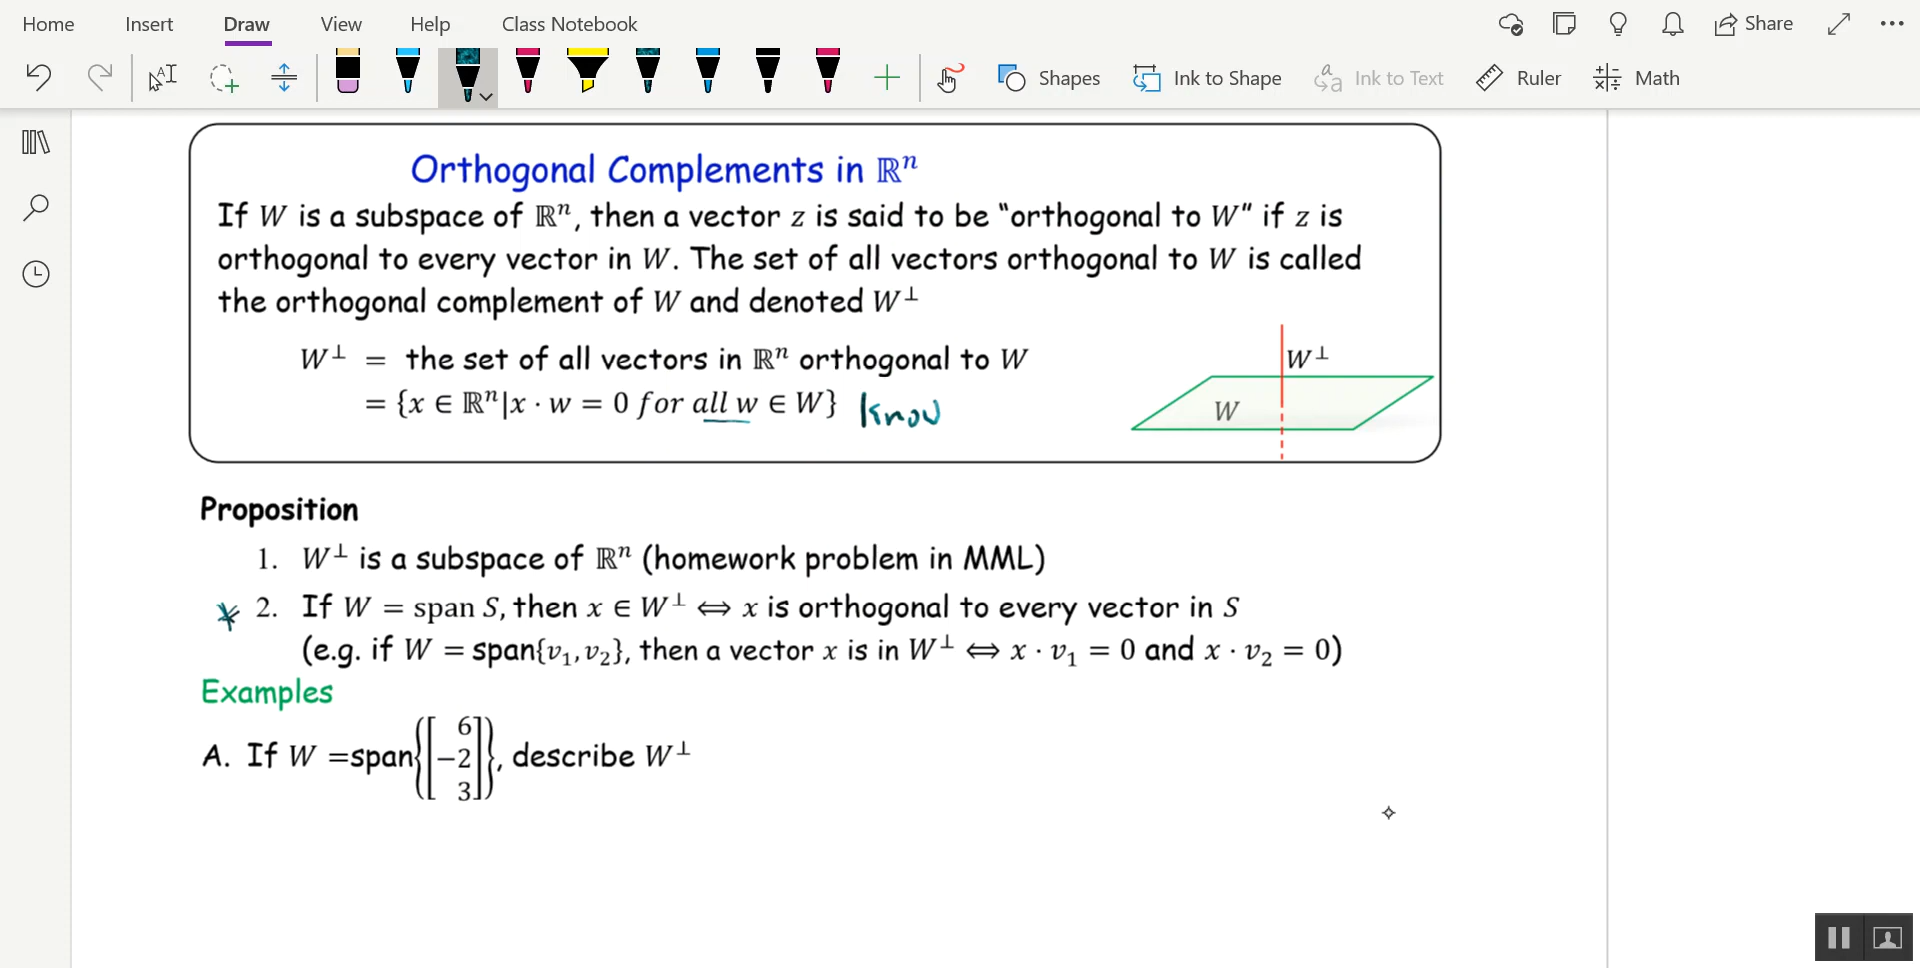 Home Insert Draw View Help Class Notebook Share
Shapes Ink to Shape Ink to Text Ruler Math
Orthogonal Complements in ℝⁿ
If W is a subspace of ℝⁿ, then a vector z is said to be “orthogonal to W” if z is
orthogonal to every vector in W. The set of all vectors orthogonal to W is called
the orthogonal complement of W and denoted W⊥
W⊥ = the set of all vectors in ℝⁿ orthogonal to W
= {x ∈ ℝⁿ|x · w = 0 for all w ∈ W} know
W⊥
W
Proposition
1. W⊥ is a subspace of ℝⁿ (homework problem in MML)
* 2. If W = span S, then x ∈ W⊥ ⟺ x is orthogonal to every vector in S
(e.g. if W = span{v₁, v₂}, then a vector x is in W⊥ ⟺ x · v₁ = 0 and x · v₂ = 0)
Examples
A. If W =span{[6 −2 3]}, describe W⊥